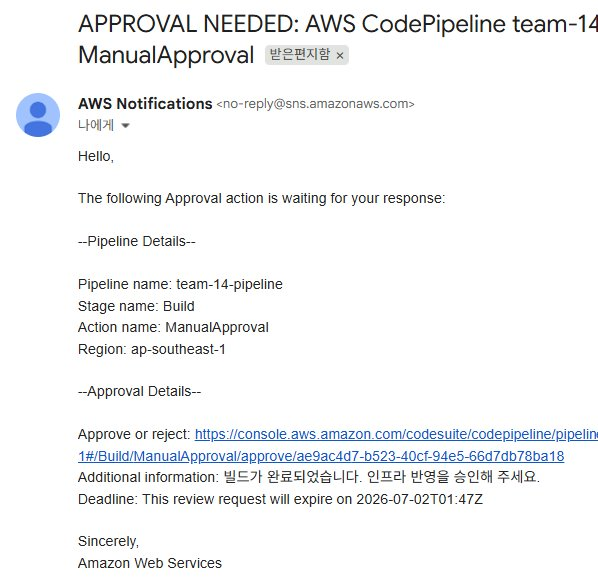 APPROVAL NEEDED: AWS CodePipeline team-14
ManualApproval 받은편지함 ×
AWS Notifications <no-reply@sns.amazonaws.com>
나에게
Hello,
The following Approval action is waiting for your response:
--Pipeline Details--
Pipeline name: team-14-pipeline
Stage name: Build
Action name: ManualApproval
Region: ap-southeast-1
--Approval Details--
Approve or reject: https://console.aws.amazon.com/codesuite/codepipeline/pipelin
1#/Build/ManualApproval/approve/ae9ac4d7-b523-40cf-94e5-66d7db78ba18
Additional information: 빌드가 완료되었습니다. 인프라 반영을 승인해 주세요.
Deadline: This review request will expire on 2026-07-02T01:47Z
Sincerely,
Amazon Web Services